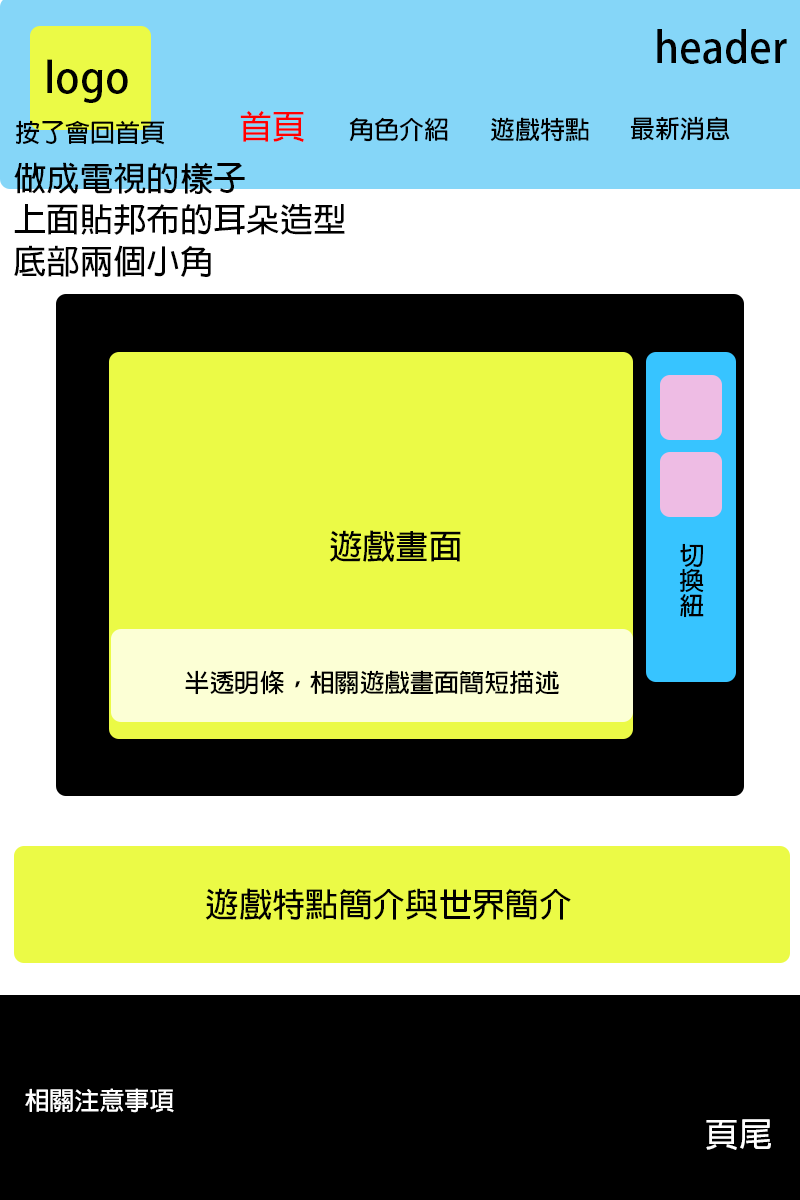 header
logo
按了會回首頁
首頁
角色介紹
遊戲特點
最新消息
做成電視的樣子
上面貼邦布的耳朵造型
底部兩個小角
遊戲畫面
切換紐
半透明條，相關遊戲畫面簡短描述
遊戲特點簡介與世界簡介
相關注意事項
頁尾